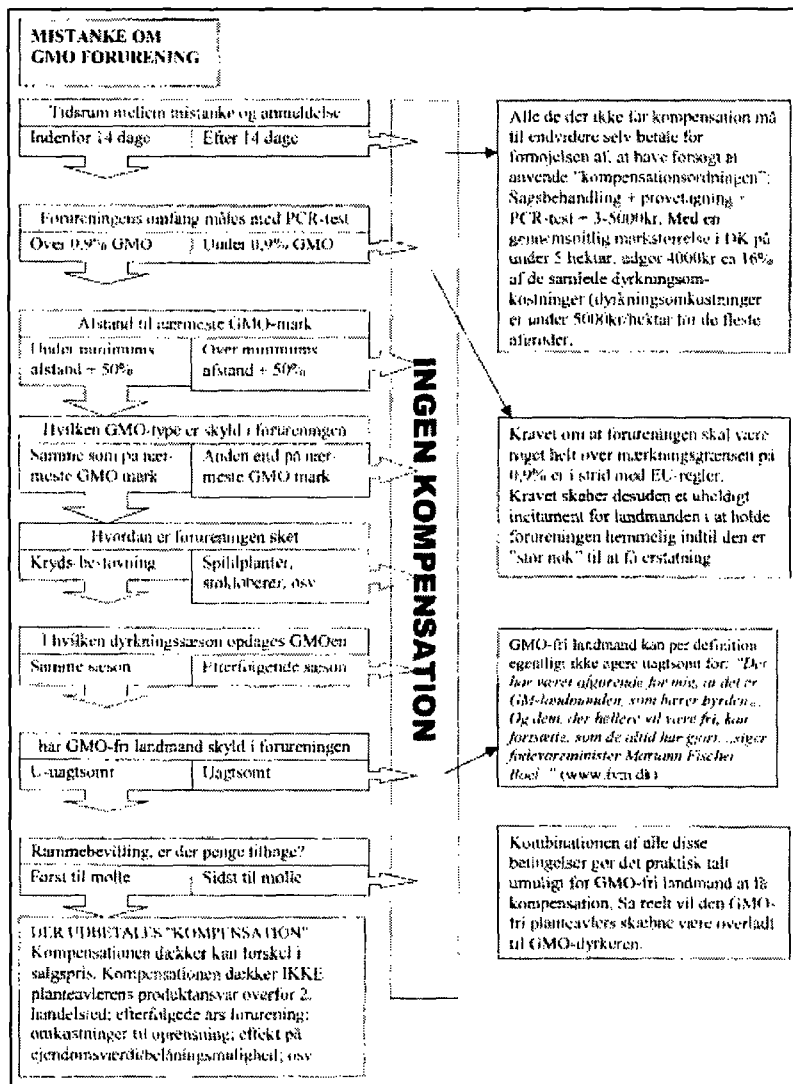 MISTANKE OM
GMO FORURENING
Tidsrum mellem mistanke og anmeldelse
Indenfor 14 dage
Efter 14 dage
Forureningens omfang måles med PCR-test
Over 0.9% GMO
Under 0,9% GMO
Afstand til nærmeste GMO-mark
Under minimums
afstand + 50%
Over minimums
afstand + 50%
Hvilken GMO-type er skyld i forureningen
Samme som på nær-
meste GMO mark
Anden end på nær-
meste GMO mark
Hvordan er forureningen sket
Kryds-bestøvning
Spildplanter,
stokløbere, osv
I hvilken dyrkningssæson opdages GMOen
Samme sæson
Efterfølgende sæson
har GMO-fri landmand skyld i forureningen
U-uagtsomt
Uagtsomt
Rammebevilling, er der penge tilbage?
Først til mølle
Sidst til mølle
DER UDBETALES "KOMPENSATION"
Kompensationen dækker kun forskel i
salgspris. Kompensationen dækker IKKE
planteavlerens produktansvar overfor 2.
handelsled; efterfølgede års forurening;
omkostninger til oprensning; effekt på
ejendomsværdi/belåningsmulighed; osv
INGEN KOMPENSATION
Alle de der ikke får kompensation må
til endvidere selv betale for
fornøjelsen af, at have forsøgt at
anvende "kompensationsordningen":
Sagsbehandling + prøvetagning +
PCR-test = 3-5000kr. Med en
gennemsnitlig markstørrelse i DK på
under 5 hektar, udgør 4000kr ca 16%
af de samlede dyrkningsom-
kostninger (dyrkningsomkostninger
er under 5000kr/hektar for de fleste
afgrøder.
Kravet om at forureningen skal være
røget helt over mærkningsgrænsen på
0,9% er i strid med EU-regler.
Kravet skaber desuden et uheldigt
incitament for landmanden i at holde
forureningen hemmelig indtil den er
"stor nok" til at få erstatning
GMO-fri landmand kan per definition
egentligt ikke agere uagtsomt for: "Det
har været afgørende for mig, at det er
GM-landmanden, som bærer byrden..
Og dem, der hellere vil være fri, kan
fortsætte, som de altid har gjort. ..siger
fødevareminister Mariann Fischer
Boel.." (www.fvm.dk)
Kombinationen af alle disse
betingelser gør det praktisk talt
umuligt for GMO-fri landmand at få
kompensation. Så reelt vil den GMO-
fri planteavlers skæbne være overladt
til GMO-dyrkeren.